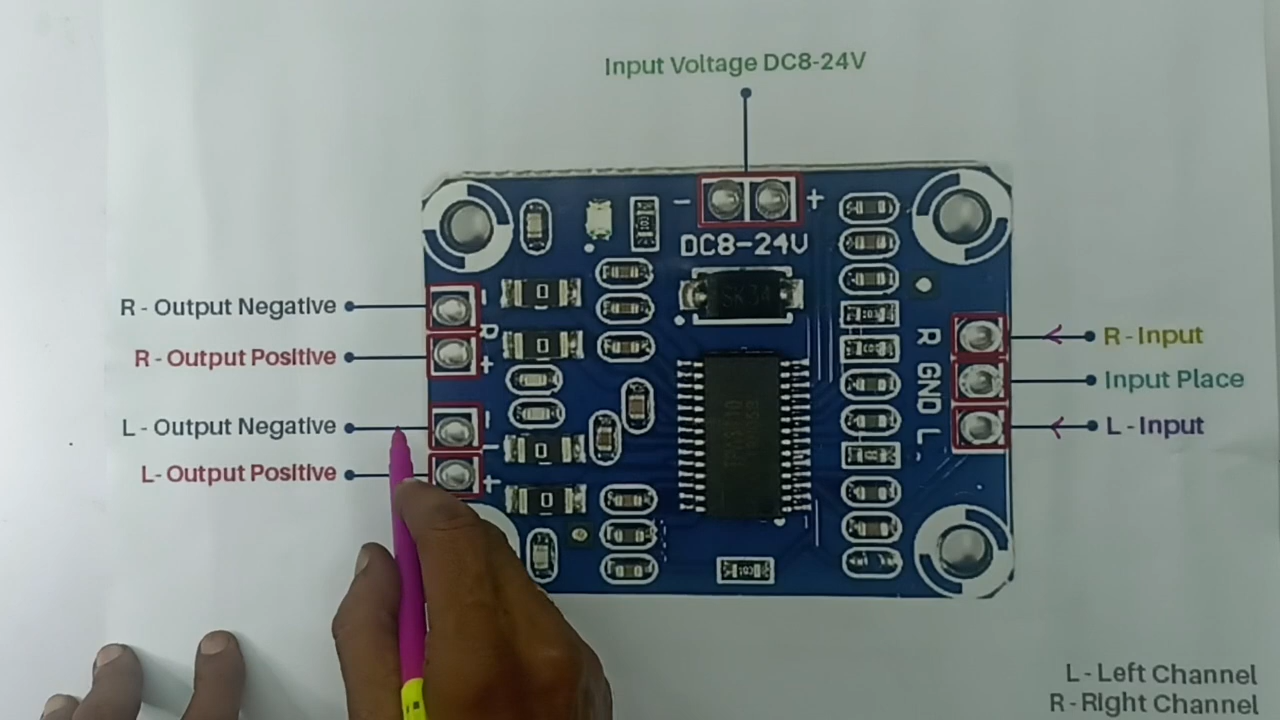 Input Voltage DC8-24V
- +
DC8-24V
SK34
R - Output Negative
R - Output Positive
L - Output Negative
L - Output Positive
-
R
+
-
L
+
R
GND
L
R - Input
Input Place
L - Input
L - Left Channel
R - Right Channel